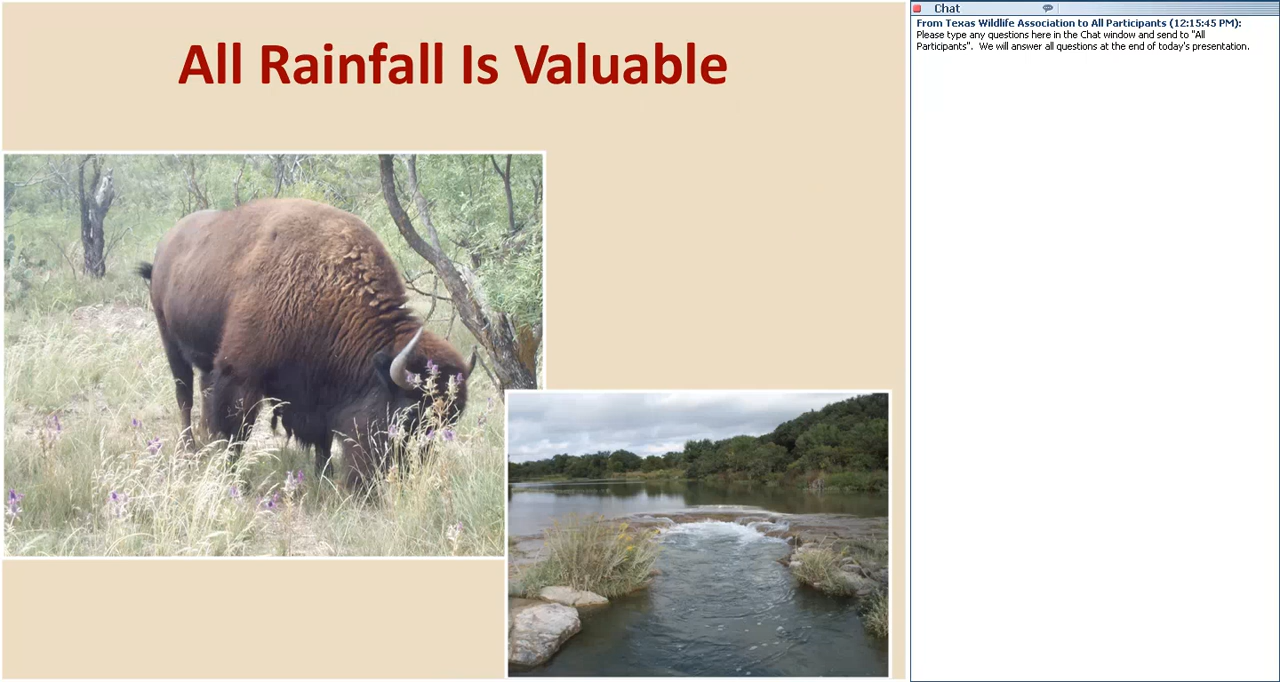 All Rainfall Is Valuable
Chat
From Texas Wildlife Association to All Participants (12:15:45 PM):
Please type any questions here in the Chat window and send to "All
Participants".  We will answer all questions at the end of today's presentation.